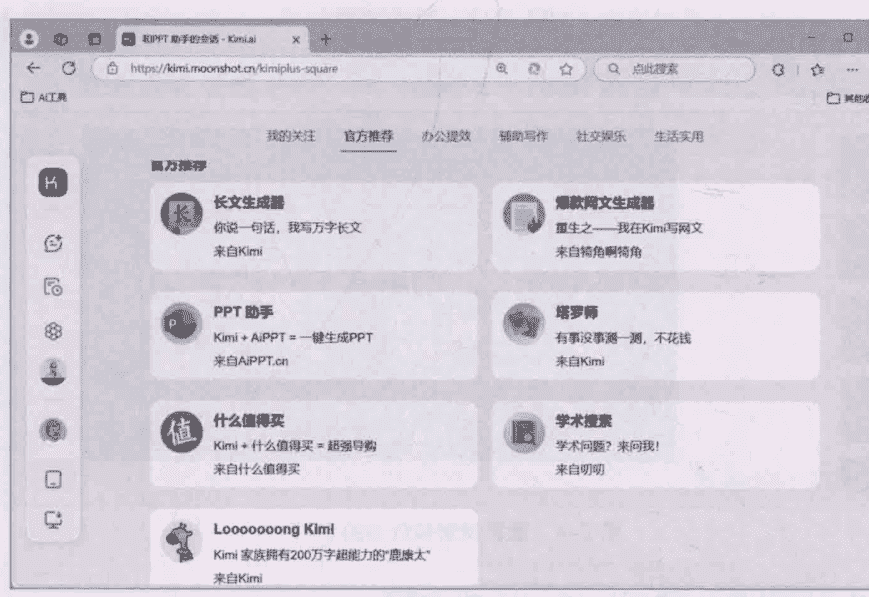 和PPT 助手的会话 - Kimi.ai
https://kimi.moonshot.cn/kimiplus-square
点此搜索
AI工具
我的关注 官方推荐 办公提效 辅助写作 社交娱乐 生活实用
官方推荐
长文生成器
你说一句话，我写万字长文
来自Kimi
爆款网文生成器
重生之——我在Kimi写网文
来自犄角啊犄角
PPT 助手
Kimi + AiPPT = 一键生成PPT
来自AiPPT.cn
塔罗师
有事没事测一测，不花钱
来自Kimi
值
什么值得买
Kimi + 什么值得买 = 超强导购
来自什么值得买
学术搜索
学术问题？来问我！
来自叨叨
Looooooong Kimi
Kimi 家族拥有200万字超能力的“鹿康太”
来自Kimi